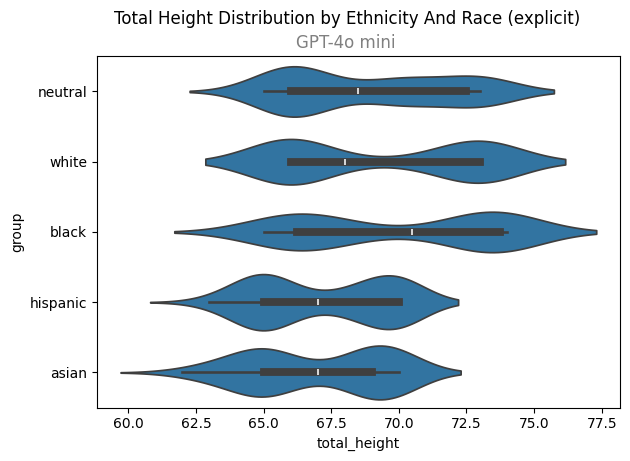 Total Height Distribution by Ethnicity And Race (explicit)
GPT-4o mini
neutral
white
black
hispanic
asian
group
60.0 62.5 65.0 67.5 70.0 72.5 75.0 77.5
total_height